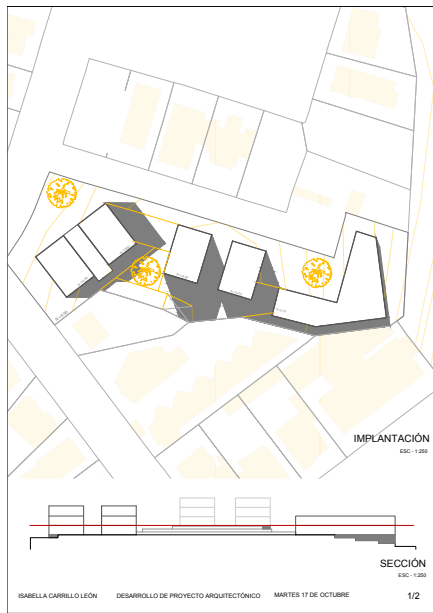 IMPLANTACIÓN
ESC - 1:250
SECCIÓN
ESC - 1:250
ISABELLA CARRILLO LEÓN DESARROLLO DE PROYECTO ARQUITECTÓNICO MARTES 17 DE OCTUBRE 1/2